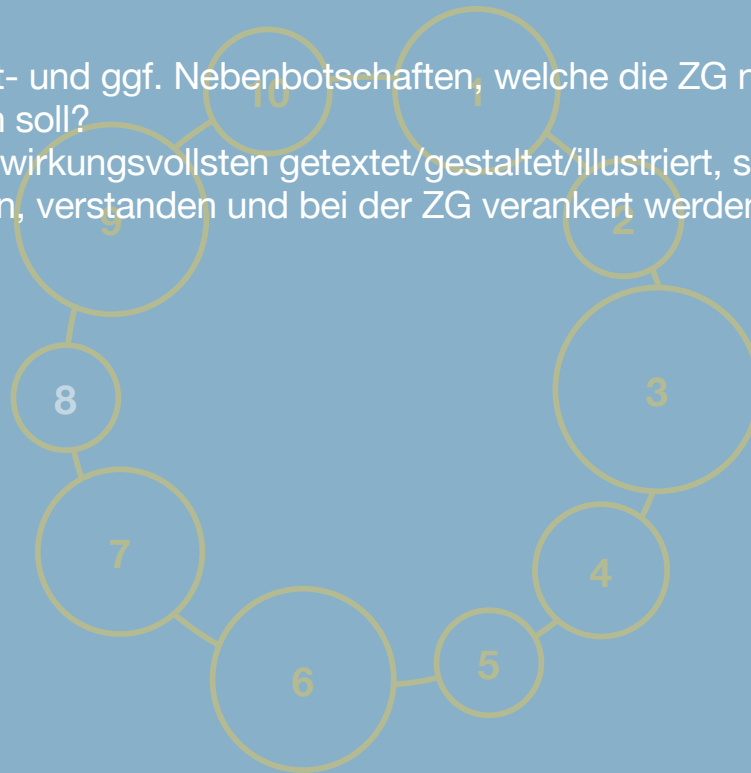 t- und ggf. Nebenbotschaften, welche die ZG
soll?
wirkungsvollsten getextet/gestaltet/illustriert,
verstanden und bei der ZG verankert werden
10
1
9
2
8
3
7
4
6
5